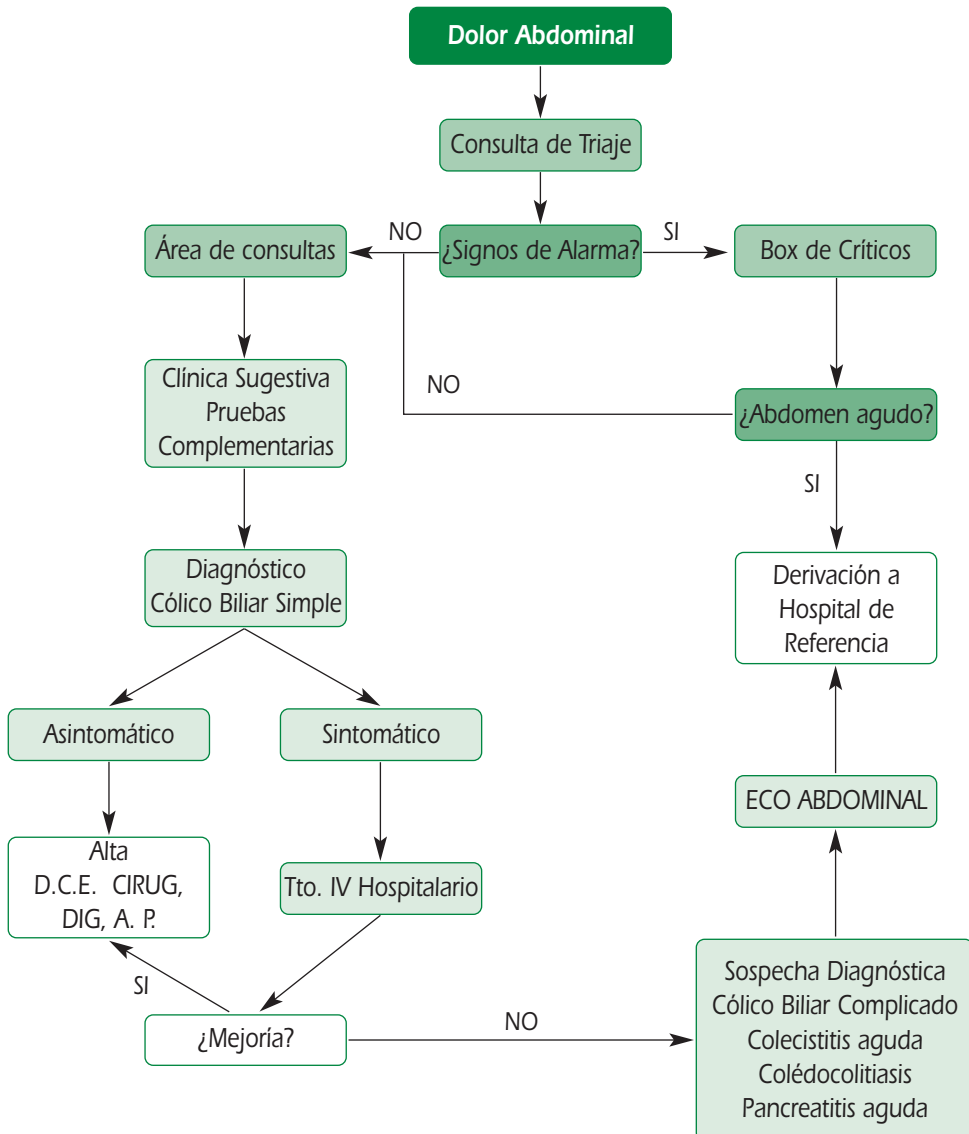 Dolor Abdominal
Consulta de Triaje
¿Signos de Alarma?
NO
SI
Área de consultas
Box de Críticos
Clínica Sugestiva
Pruebas
Complementarias
NO
¿Abdomen agudo?
SI
Diagnóstico
Cólico Biliar Simple
Derivación a
Hospital de
Referencia
Asintomático
Sintomático
ECO ABDOMINAL
Alta
D.C.E. CIRUG,
DIG, A. P.
Tto. IV Hospitalario
SI
¿Mejoría?
NO
Sospecha Diagnóstica
Cólico Biliar Complicado
Colecistitis aguda
Colédocolitiasis
Pancreatitis aguda